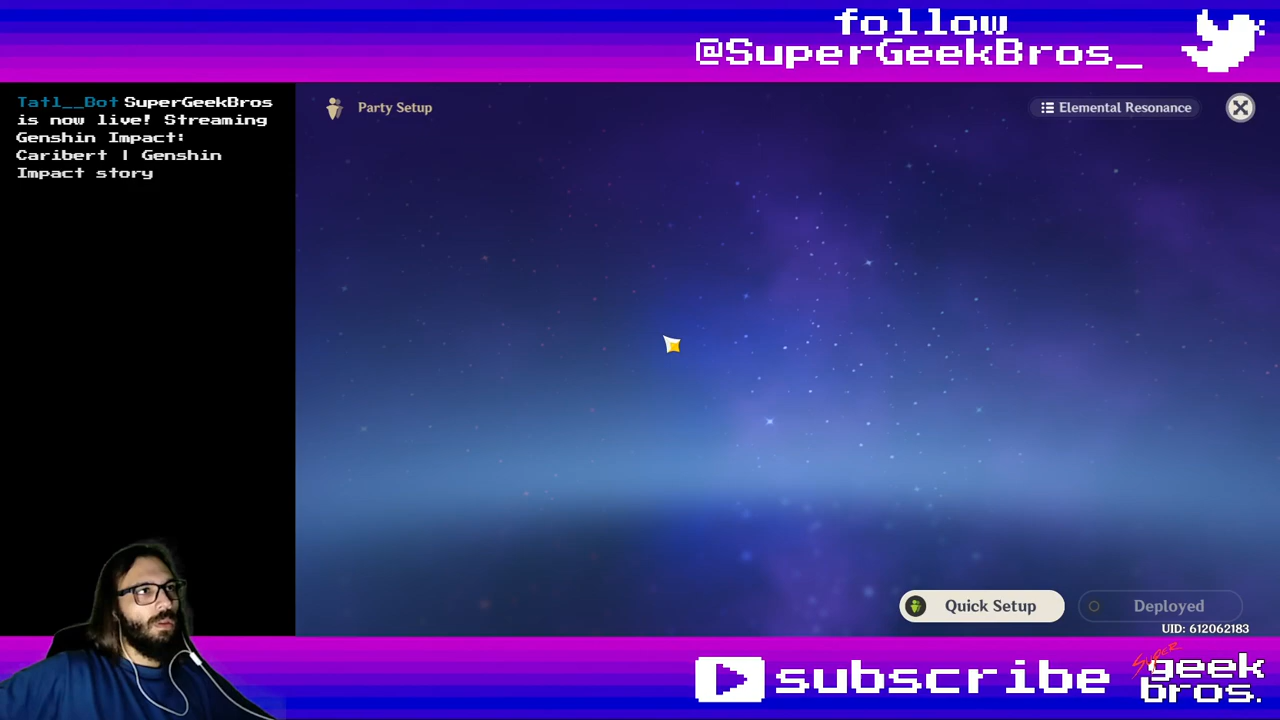 follow
@SuperGeekBros_
Tatl__Bot SuperGeekBros
is now live! Streaming
Genshin Impact:
Caribert | Genshin
Impact story
Party Setup
Elemental Resonance
Quick Setup
Deployed
UID: 612062183
subscribe
SUPER
geek
bros.